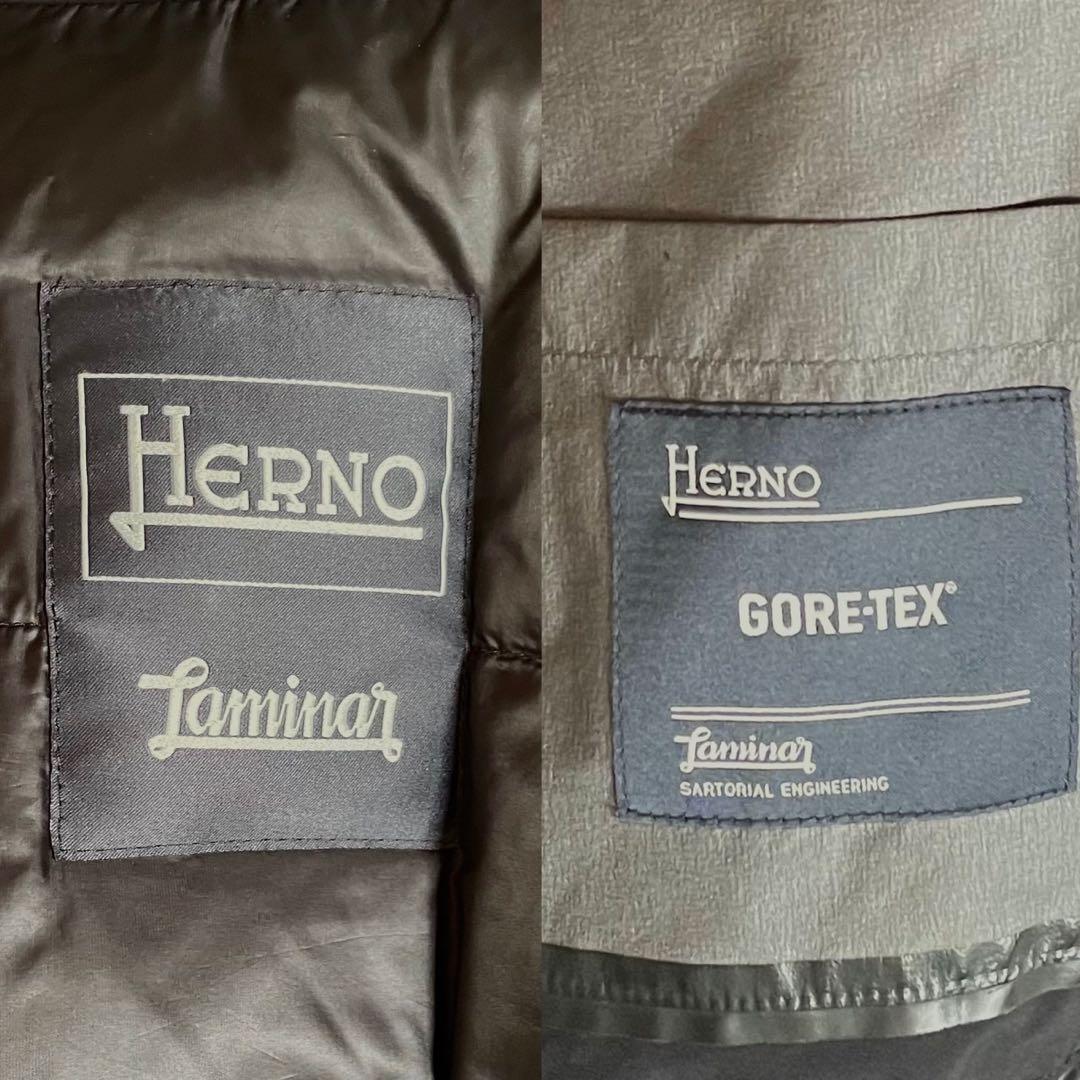 HERNO
Laminar
HERNO
GORE-TEX®
Laminar
SARTORIAL ENGINEERING